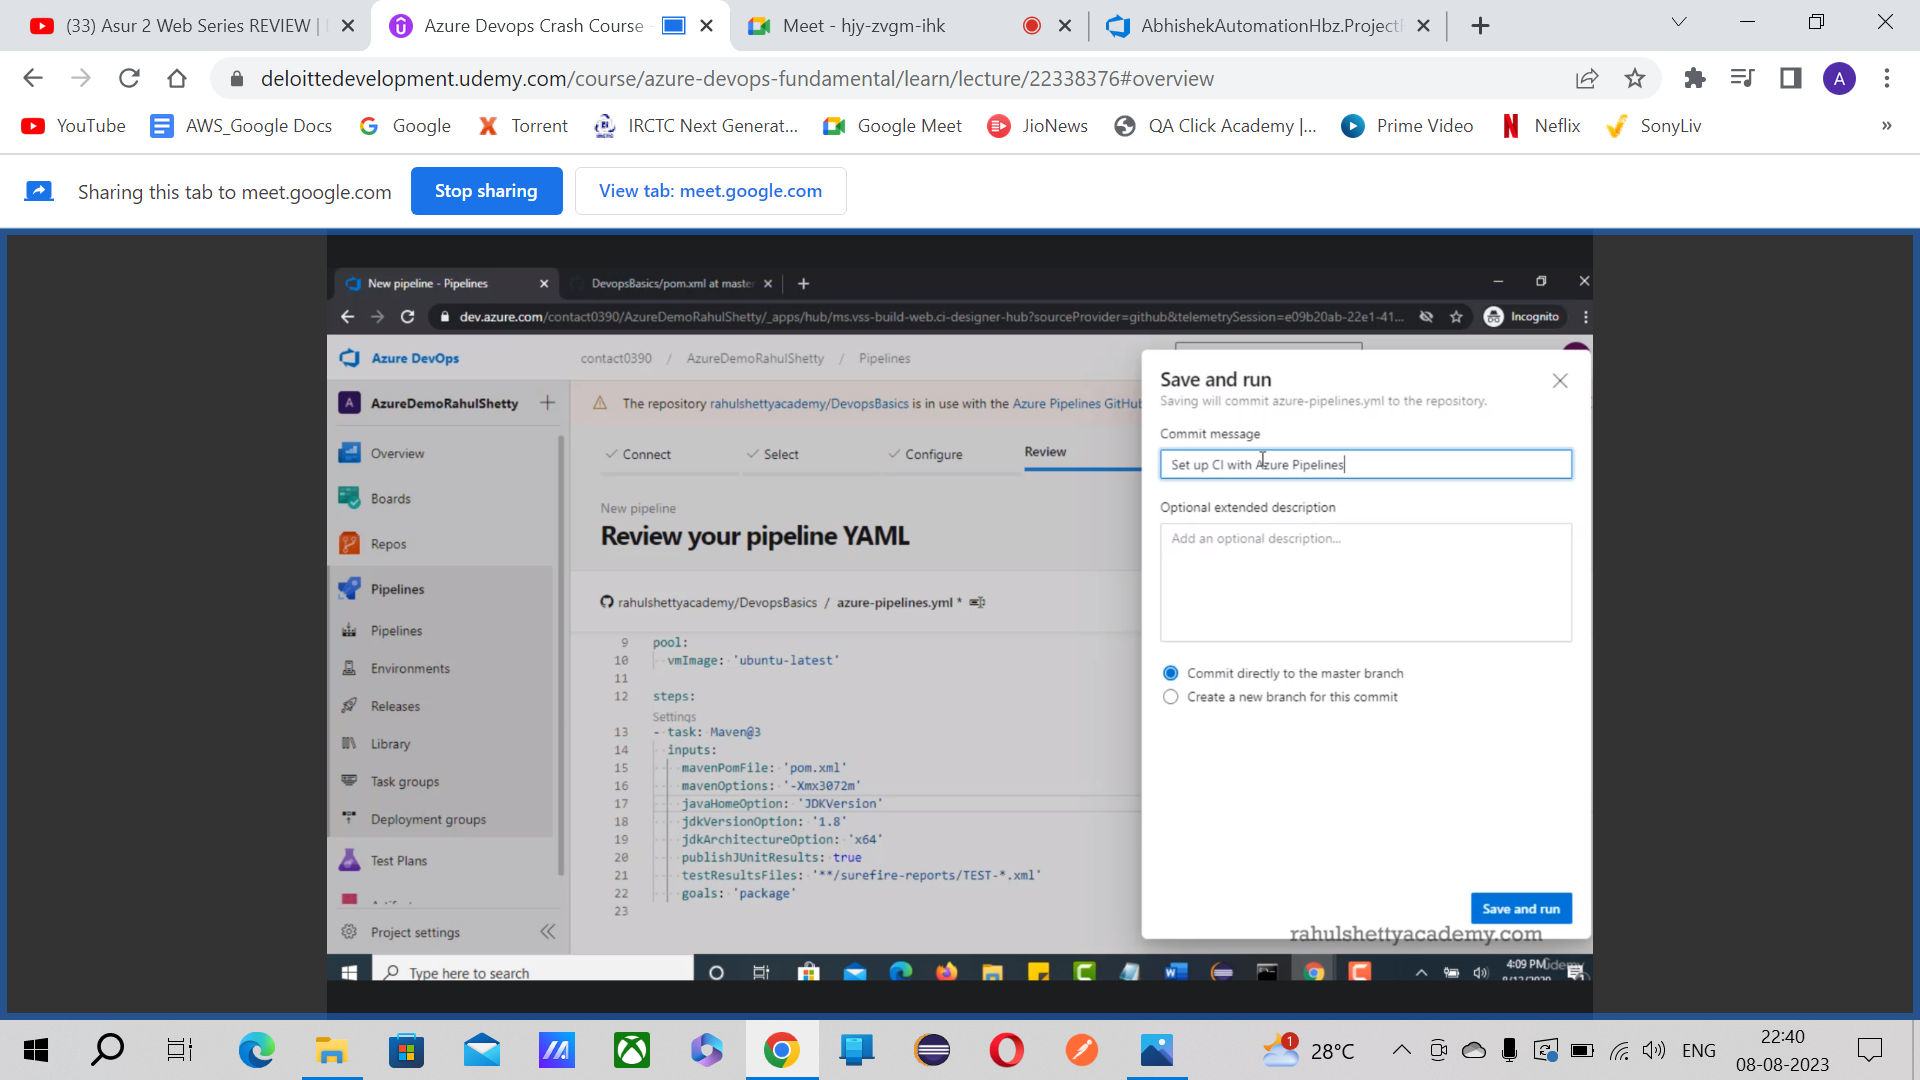 (33) Asur 2 Web Series REVIEW |
Azure Devops Crash Course -
Meet - hjy-zvgm-ihk
AbhishekAutomationHbz.Project
deloittedevelopment.udemy.com/course/azure-devops-fundamental/learn/lecture/22338376#overview
A
YouTube
AWS_Google Docs
Google
Torrent
IRCTC Next Generat...
Google Meet
JioNews
QA Click Academy |...
Prime Video
Neflix
SonyLiv
»
Sharing this tab to meet.google.com
Stop sharing
View tab: meet.google.com
New pipeline - Pipelines
DevopsBasics/pom.xml at master
dev.azure.com/contact0390/AzureDemoRahulShetty/_apps/hub/ms.vss-build-web.ci-designer-hub?sourceProvider=github&telemetrySession=e09b20ab-22e1-41...
Incognito
Azure DevOps
contact0390 / AzureDemoRahulShetty / Pipelines
A AzureDemoRahulShetty
The repository rahulshettyacademy/DevopsBasics is in use with the Azure Pipelines GitHub
Overview
Boards
Repos
Pipelines
Pipelines
Environments
Releases
Library
Task groups
Deployment groups
Test Plans
Project settings
Connect
Select
Configure
Review
New pipeline
Review your pipeline YAML
rahulshettyacademy/DevopsBasics / azure-pipelines.yml *
9 pool:
10 vmImage: 'ubuntu-latest'
11
12 steps:
Settings
13 - task: Maven@3
14 inputs:
15 mavenPomFile: 'pom.xml'
16 mavenOptions: '-Xmx3072m'
17 javaHomeOption: 'JDKVersion'
18 jdkVersionOption: '1.8'
19 jdkArchitectureOption: 'x64'
20 publishJUnitResults: true
21 testResultsFiles: '**/surefire-reports/TEST-*.xml'
22 goals: 'package'
23
Save and run
Saving will commit azure-pipelines.yml to the repository.
Commit message
Set up CI with Azure Pipelines
Optional extended description
Add an optional description...
Commit directly to the master branch
Create a new branch for this commit
Save and run
rahulshettyacademy.com
Type here to search
4:09 PM
udemy
1
28°C
ENG
22:40
08-08-2023